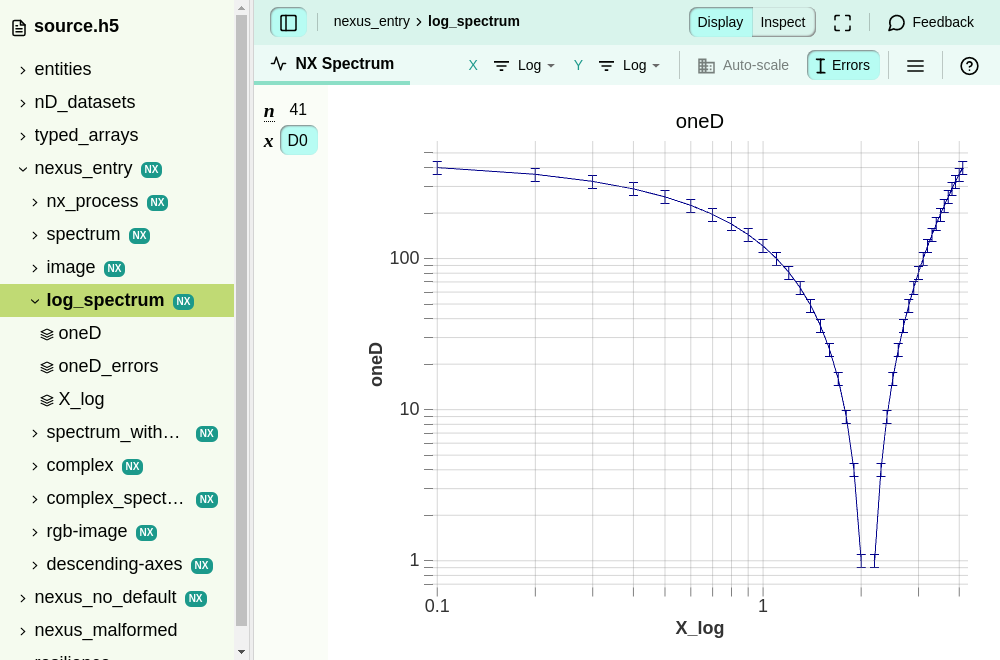 source.h5
entities
nD_datasets
typed_arrays
nexus_entry NX
nx_process NX
spectrum NX
image NX
log_spectrum NX
oneD
oneD_errors
X_log
spectrum_with… NX
complex NX
complex_spect… NX
rgb-image NX
descending-axes NX
nexus_no_default NX
nexus_malformed
nexus_entry › log_spectrum
Display Inspect Feedback
NX Spectrum X Log Y Log Auto-scale Errors
n 41
x D0
oneD
100
10
1
0.1 1
oneD
X_log